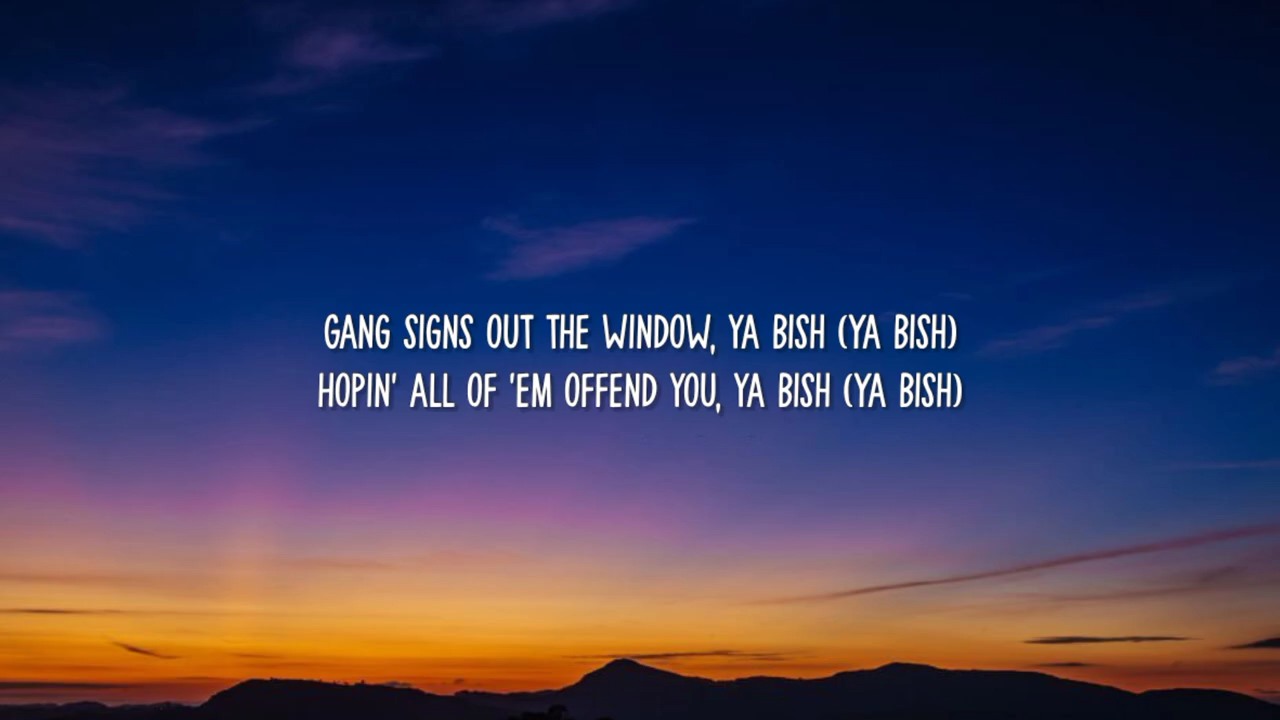 GANG SIGNS OUT THE WINDOW, YA BISH (YA BISH)
HOPIN' ALL OF 'EM OFFEND YOU, YA BISH (YA BISH)